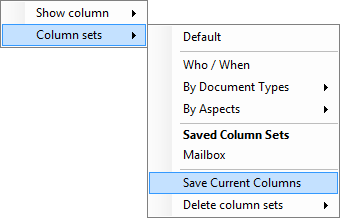 Show column
Column sets
Default
Who / When
By Document Types
By Aspects
Saved Column Sets
Mailbox
Save Current Columns
Delete column sets